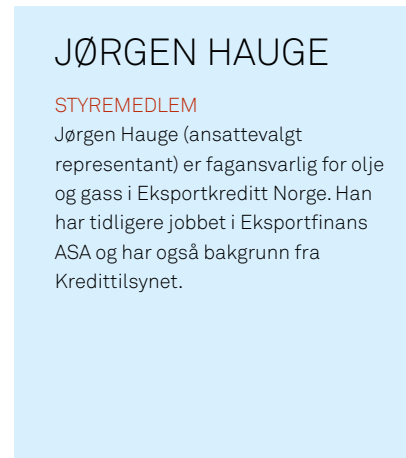 JØRGEN HAUGE
STYREMEDLEM
Jørgen Hauge (ansattevalgt
representant) er fagansvarlig for olje
og gass i Eksportkreditt Norge. Han
har tidligere jobbet i Eksportfinans
ASA og har også bakgrunn fra
Kredittilsynet.